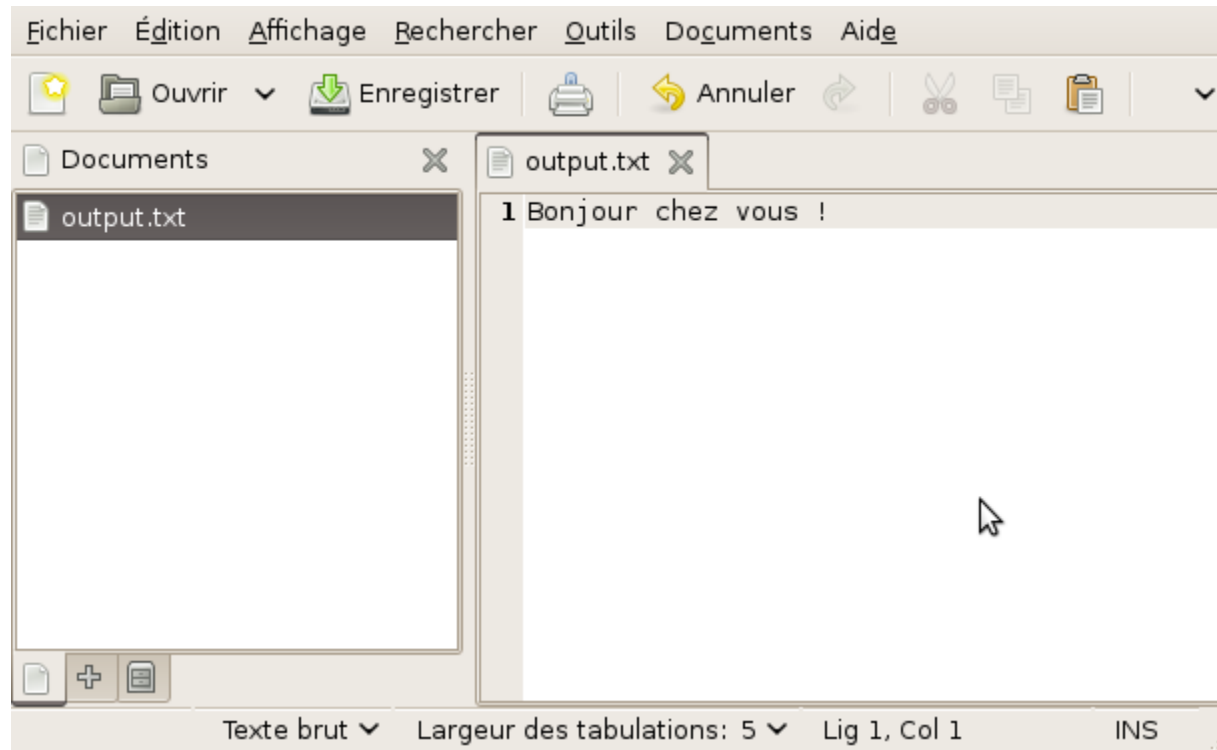 Fichier Édition Affichage Rechercher Outils Documents Aide
Ouvrir Enregistrer Annuler
Documents
output.txt
output.txt
1 Bonjour chez vous !
Texte brut Largeur des tabulations: 5 Lig 1, Col 1 INS